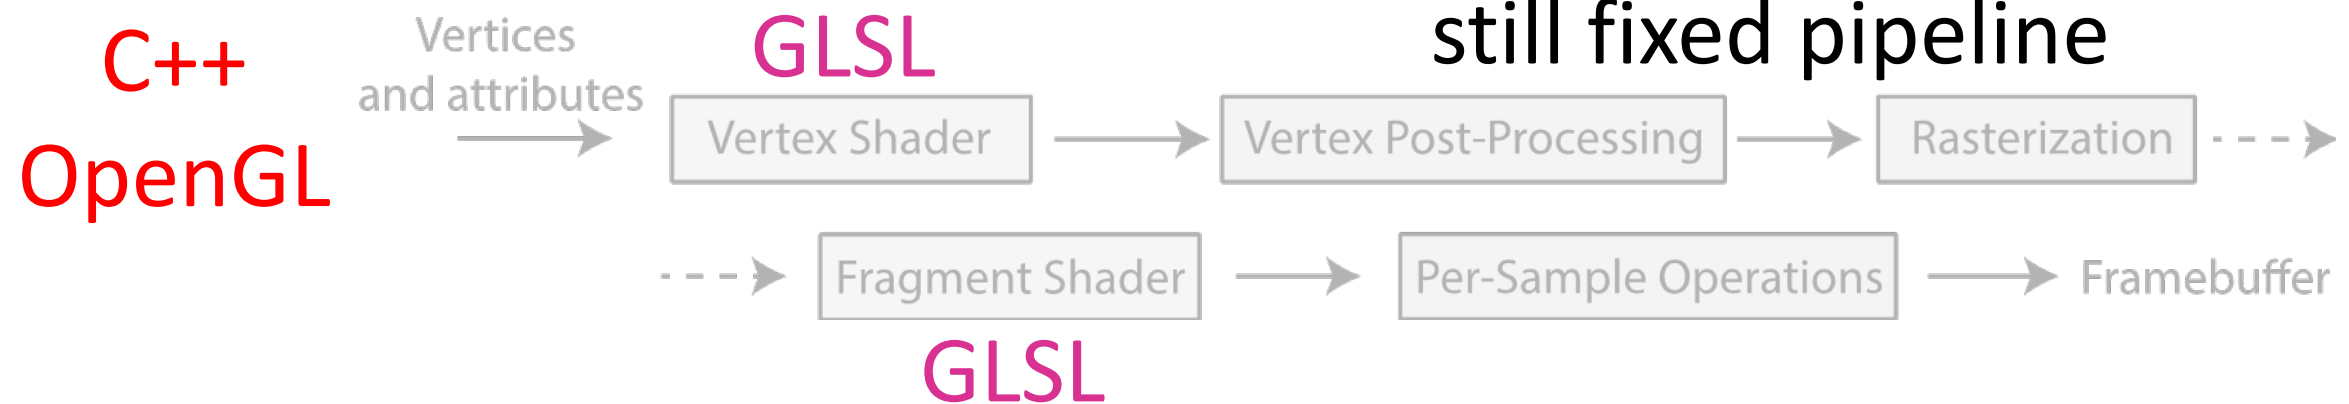 C++
OpenGL
Vertices
and attributes
GLSL
still fixed pipeline
Vertex Shader
Vertex Post-Processing
Rasterization
Fragment Shader
Per-Sample Operations
Framebuffer
GLSL